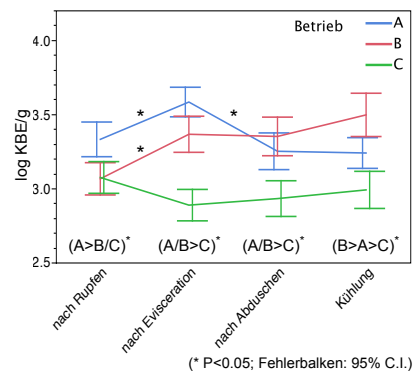 Betrieb
A
B
C
log KBE/g
4.0
3.5
3.0
2.5
*
*
*
(A>B/C)*
(A/B>C)*
(A/B>C)*
(B>A>C)*
nach Rupfen
nach Evisceration
nach Abduschen
Kühlung
(* P<0.05; Fehlerbalken: 95% C.I.)